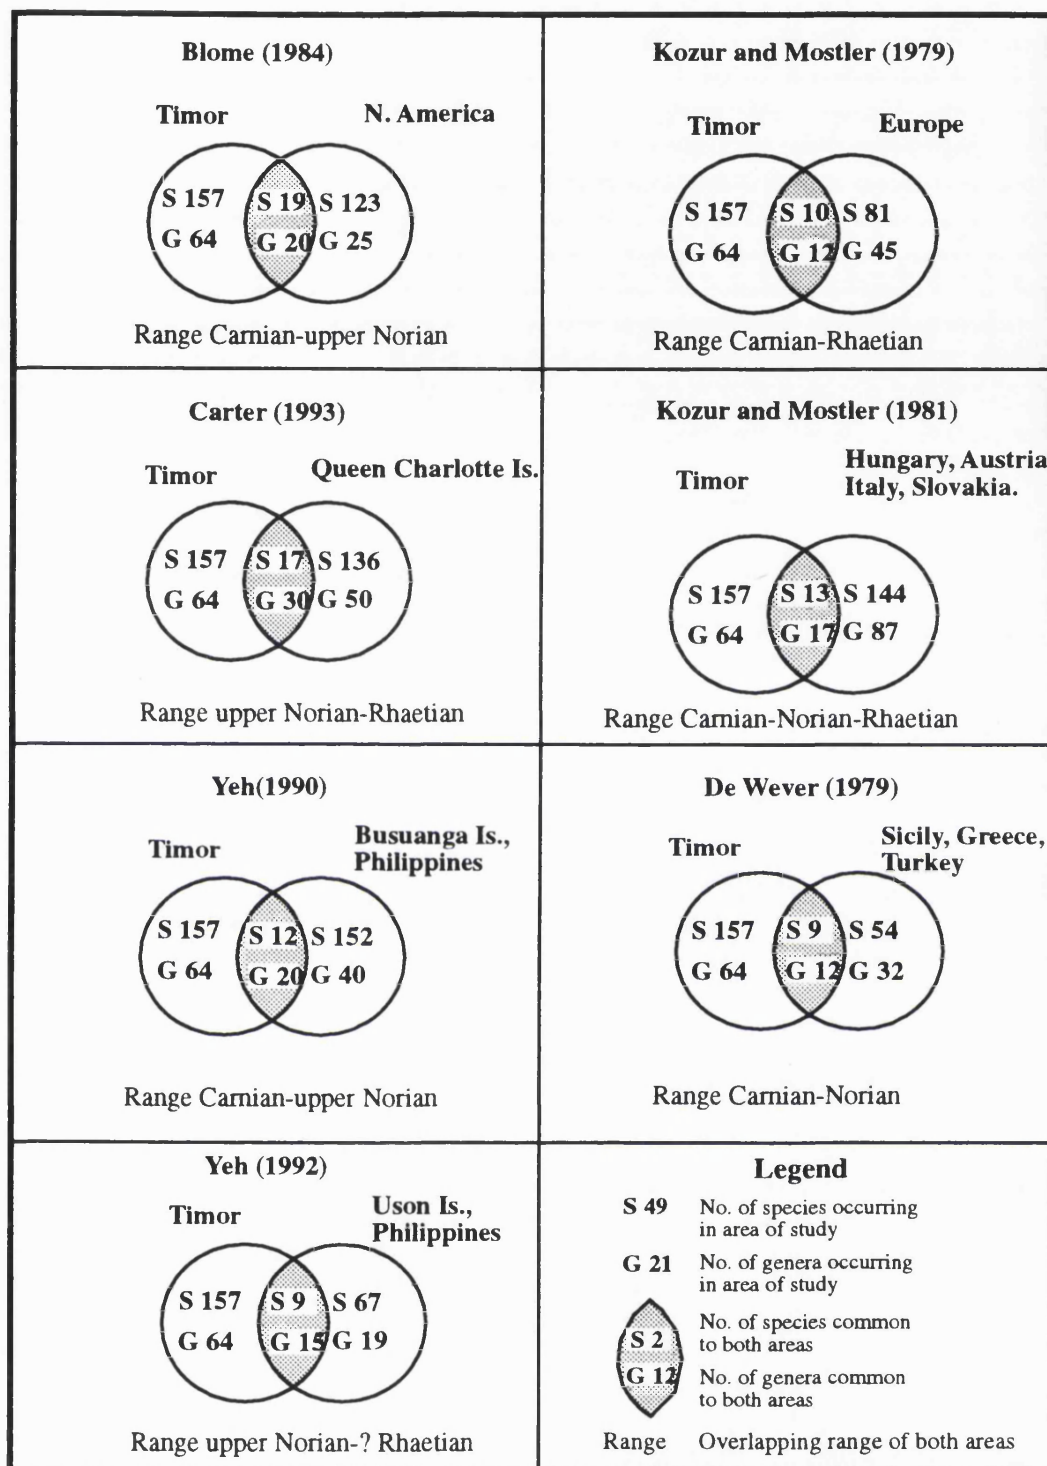 Blome (1984)
Timor
N. America
S 157
S 19
S 123
G 64
G 20
G 25
Range Carnian-upper Norian
Kozur and Mostler (1979)
Timor
Europe
S 157
S 10
S 81
G 64
G 12
G 45
Range Carnian-Rhaetian
Carter (1993)
Timor
Queen Charlotte Is.
S 157
S 17
S 136
G 64
G 30
G 50
Range upper Norian-Rhaetian
Kozur and Mostler (1981)
Timor
Hungary, Austria
Italy, Slovakia.
S 157
S 13
S 144
G 64
G 17
G 87
Range Carnian-Norian-Rhaetian
Yeh(1990)
Timor
Busuanga Is.,
Philippines
S 157
S 12
S 152
G 64
G 20
G 40
Range Carnian-upper Norian
De Wever (1979)
Timor
Sicily, Greece,
Turkey
S 157
S 9
S 54
G 64
G 12
G 32
Range Carnian-Norian
Yeh (1992)
Timor
Uson Is.,
Philippines
S 157
S 9
S 67
G 64
G 15
G 19
Range upper Norian-? Rhaetian
Legend
S 49 No. of species occurring
in area of study
G 21 No. of genera occurring
in area of study
S 2 No. of species common
to both areas
G 12 No. of genera common
to both areas
Range Overlapping range of both areas